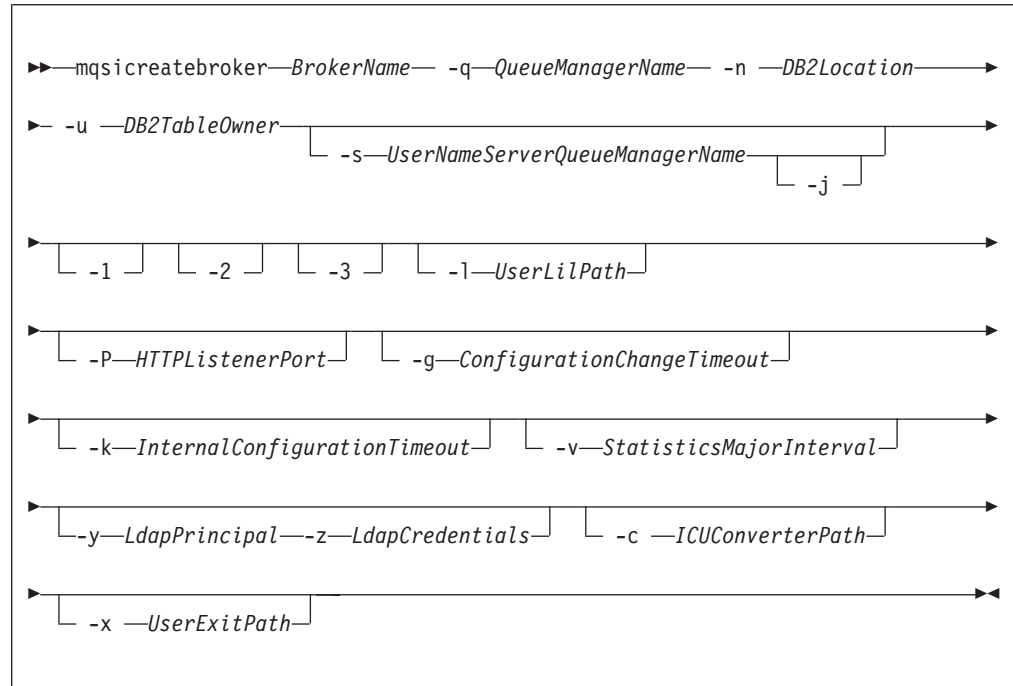 mqsicreatebroker BrokerName -q QueueManagerName -n DB2Location
-u DB2TableOwner
-s UserNameServerQueueManagerName
-j
-1 -2 -3 -l UserLilPath
-P HTTPListenerPort -g ConfigurationChangeTimeout
-k InternalConfigurationTimeout -v StatisticsMajorInterval
-y LdapPrincipal -z LdapCredentials -c ICUConverterPath
-x UserExitPath